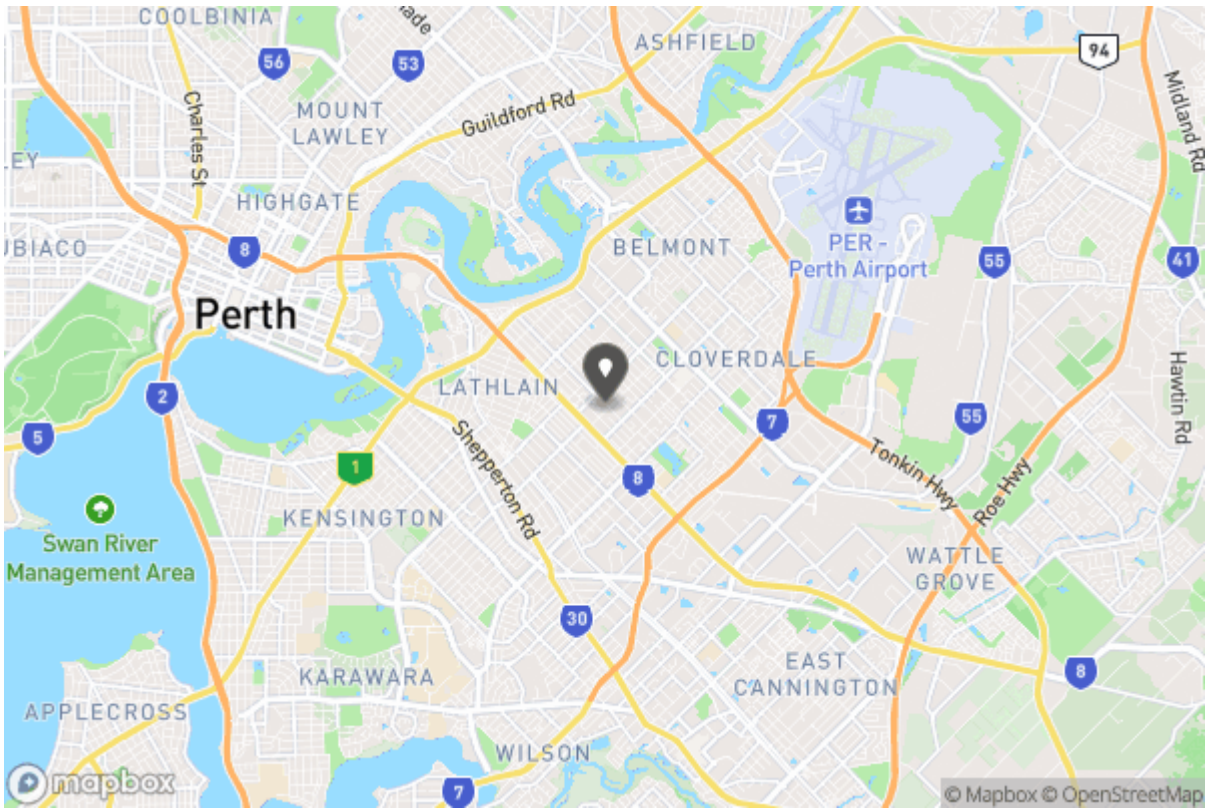 COOLBINIA
ASHFIELD
94
56
53
MOUNT
LAWLEY
Guildford Rd
Charles St
Midland Rd
HIGHGATE
8
BELMONT
PER -
Perth Airport
55
41
UBIACO
Perth
CLOVERDALE
LATHLAIN
Hawtin Rd
2
5
55
7
Shepperton Rd
Tonkin Hwy
1
8
Roe Hwy
KENSINGTON
Swan River
Management Area
WATTLE
GROVE
30
KARAWARA
EAST
CANNINGTON
8
APPLECROSS
WILSON
7
mapbox
© Mapbox © OpenStreetMap